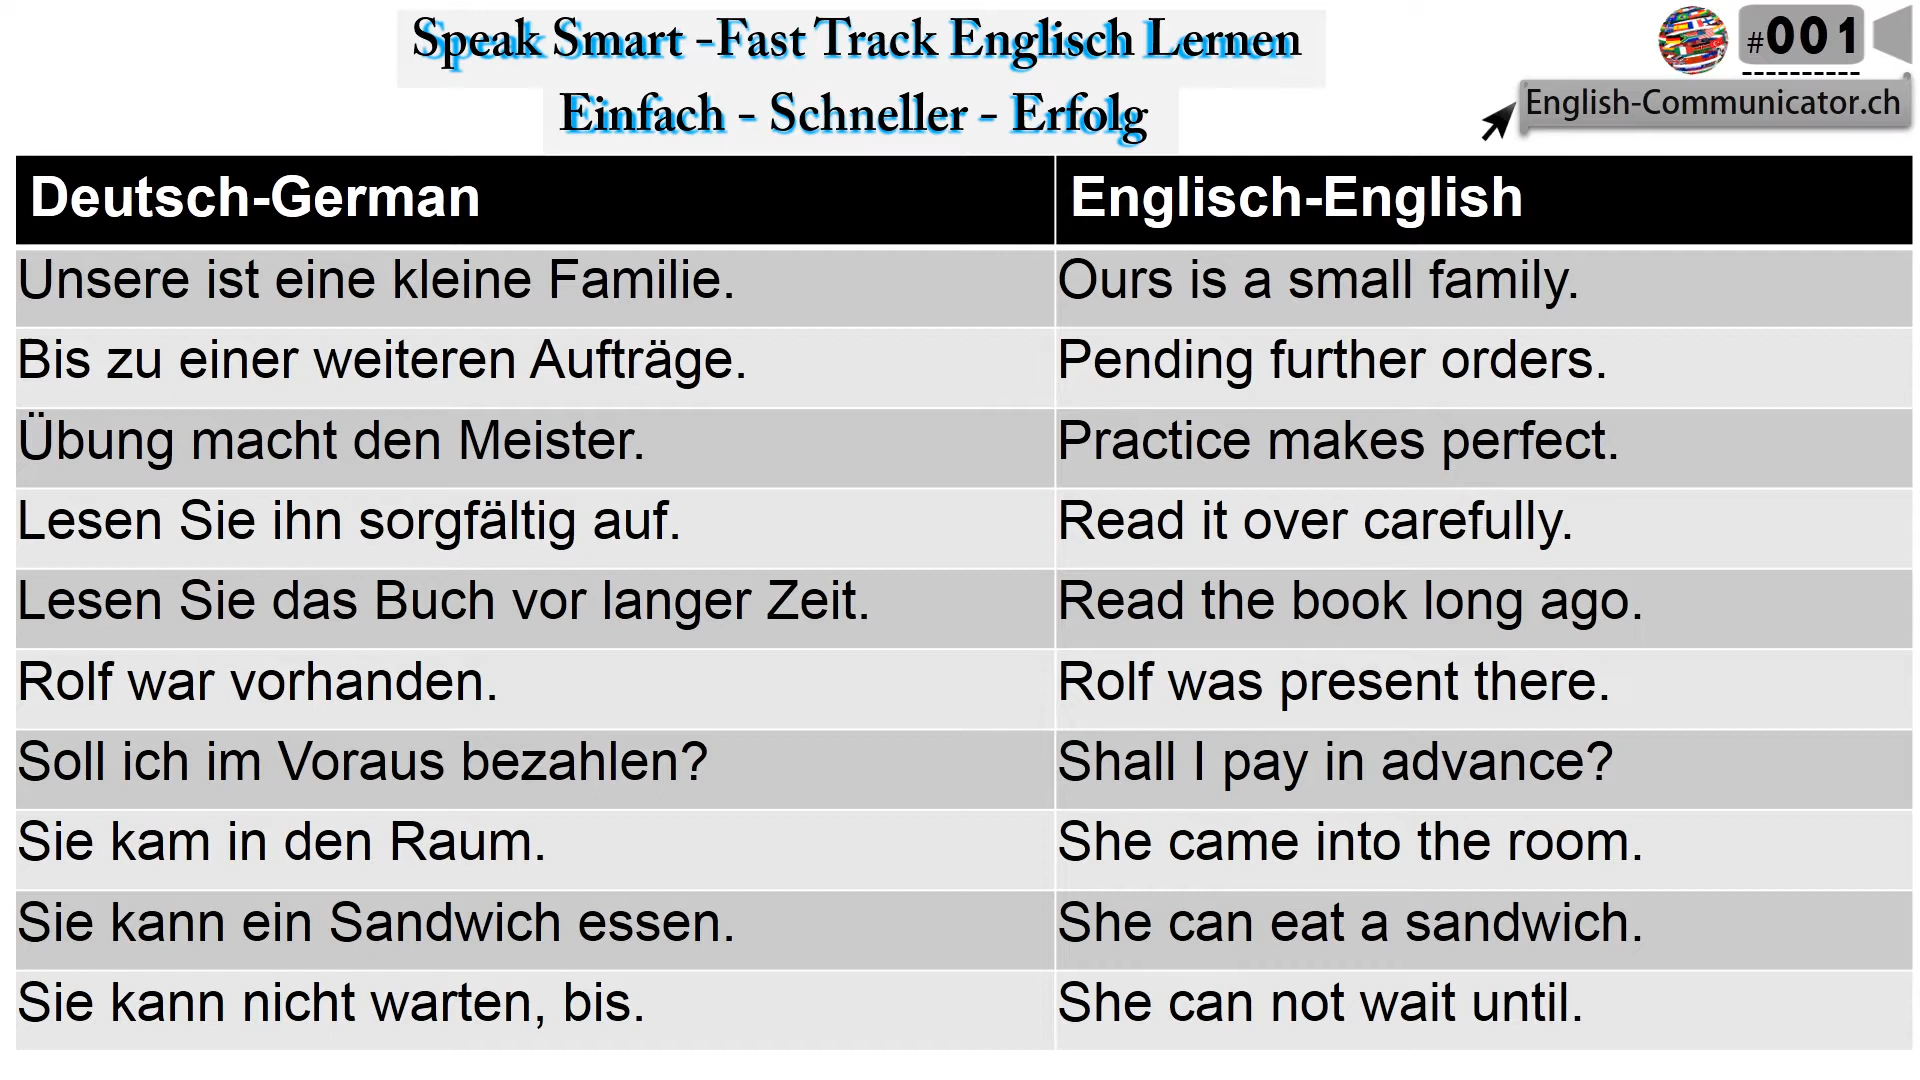 Speak Smart -Fast Track Englisch Lernen
Einfach - Schneller - Erfolg
#001
English-Communicator.ch
Deutsch-German Englisch-English
Unsere ist eine kleine Familie. Ours is a small family.
Bis zu einer weiteren Aufträge. Pending further orders.
Übung macht den Meister. Practice makes perfect.
Lesen Sie ihn sorgfältig auf. Read it over carefully.
Lesen Sie das Buch vor langer Zeit. Read the book long ago.
Rolf war vorhanden. Rolf was present there.
Soll ich im Voraus bezahlen? Shall I pay in advance?
Sie kam in den Raum. She came into the room.
Sie kann ein Sandwich essen. She can eat a sandwich.
Sie kann nicht warten, bis. She can not wait until.